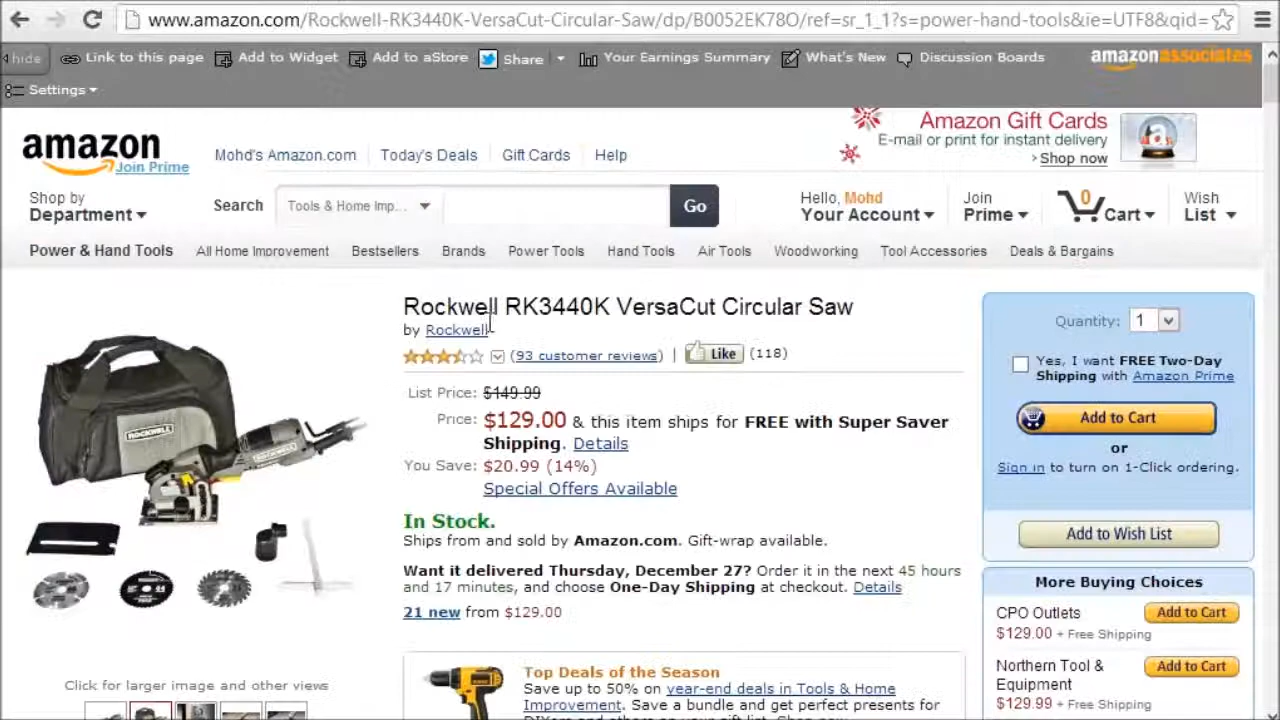 www.amazon.com/Rockwell-RK3440K-VersaCut-Circular-Saw/dp/B0052EK78O/ref=sr_1_1?s=power-hand-tools&ie=UTF8&qid=
hide Link to this page Add to Widget Add to aStore Share Your Earnings Summary What's New Discussion Boards amazonassociates
Settings
Amazon Gift Cards
E-mail or print for instant delivery
Shop now
amazon
Join Prime
Mohd's Amazon.com Today's Deals Gift Cards Help
Shop by
Department
Search Tools & Home Imp... Go
Hello, Mohd
Your Account
Join
Prime
0
Cart
Wish
List
Power & Hand Tools All Home Improvement Bestsellers Brands Power Tools Hand Tools Air Tools Woodworking Tool Accessories Deals & Bargains
Rockwell RK3440K VersaCut Circular Saw
by Rockwell
(93 customer reviews) | Like (118)
List Price: $149.99
Price: $129.00 & this item ships for FREE with Super Saver
Shipping. Details
You Save: $20.99 (14%)
Special Offers Available
In Stock.
Ships from and sold by Amazon.com. Gift-wrap available.
Want it delivered Thursday, December 27? Order it in the next 45 hours
and 17 minutes, and choose One-Day Shipping at checkout. Details
21 new from $129.00
ROCKWELL
Click for larger image and other views
Top Deals of the Season
Save up to 50% on year-end deals in Tools & Home
Improvement. Save a bundle and get perfect presents for
Quantity: 1
Yes, I want FREE Two-Day
Shipping with Amazon Prime
Add to Cart
or
Sign in to turn on 1-Click ordering.
Add to Wish List
More Buying Choices
CPO Outlets Add to Cart
$129.00 + Free Shipping
Northern Tool & Add to Cart
Equipment
$129.99 + Free Shipping